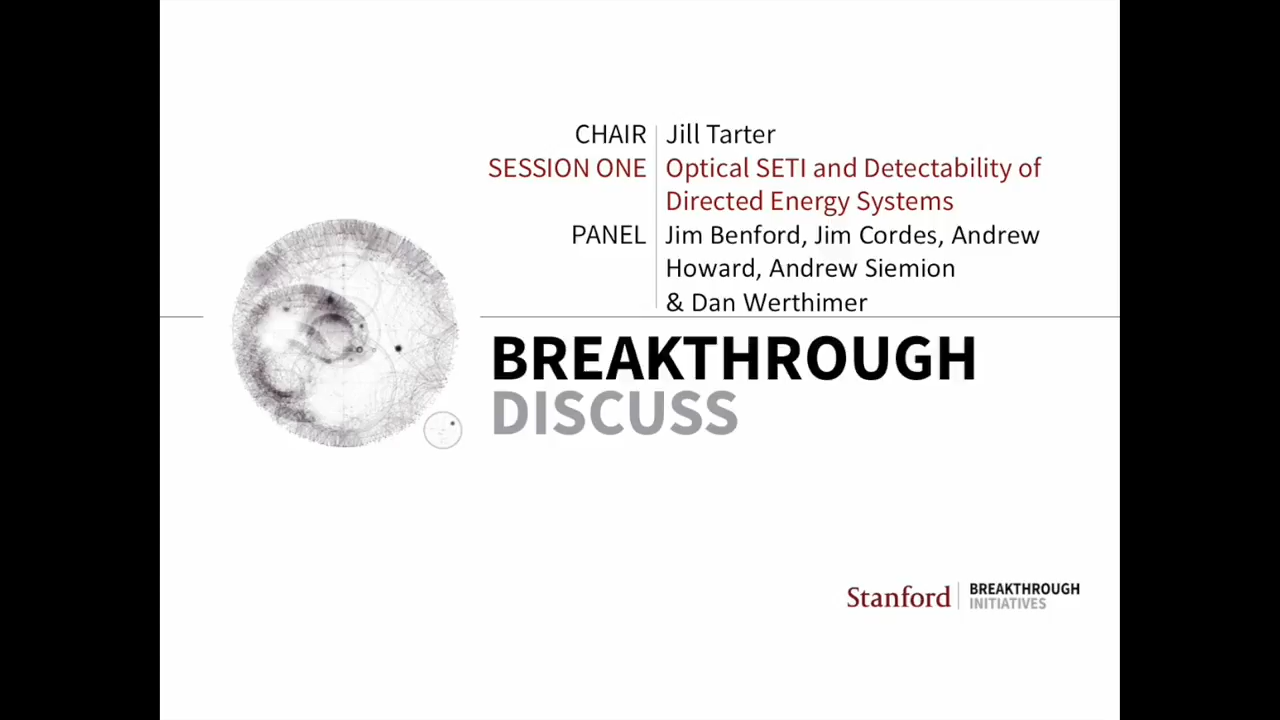 CHAIR Jill Tarter
SESSION ONE Optical SETI and Detectability of
Directed Energy Systems
PANEL Jim Benford, Jim Cordes, Andrew
Howard, Andrew Siemion
& Dan Werthimer
BREAKTHROUGH
DISCUSS
Stanford BREAKTHROUGH
INITIATIVES